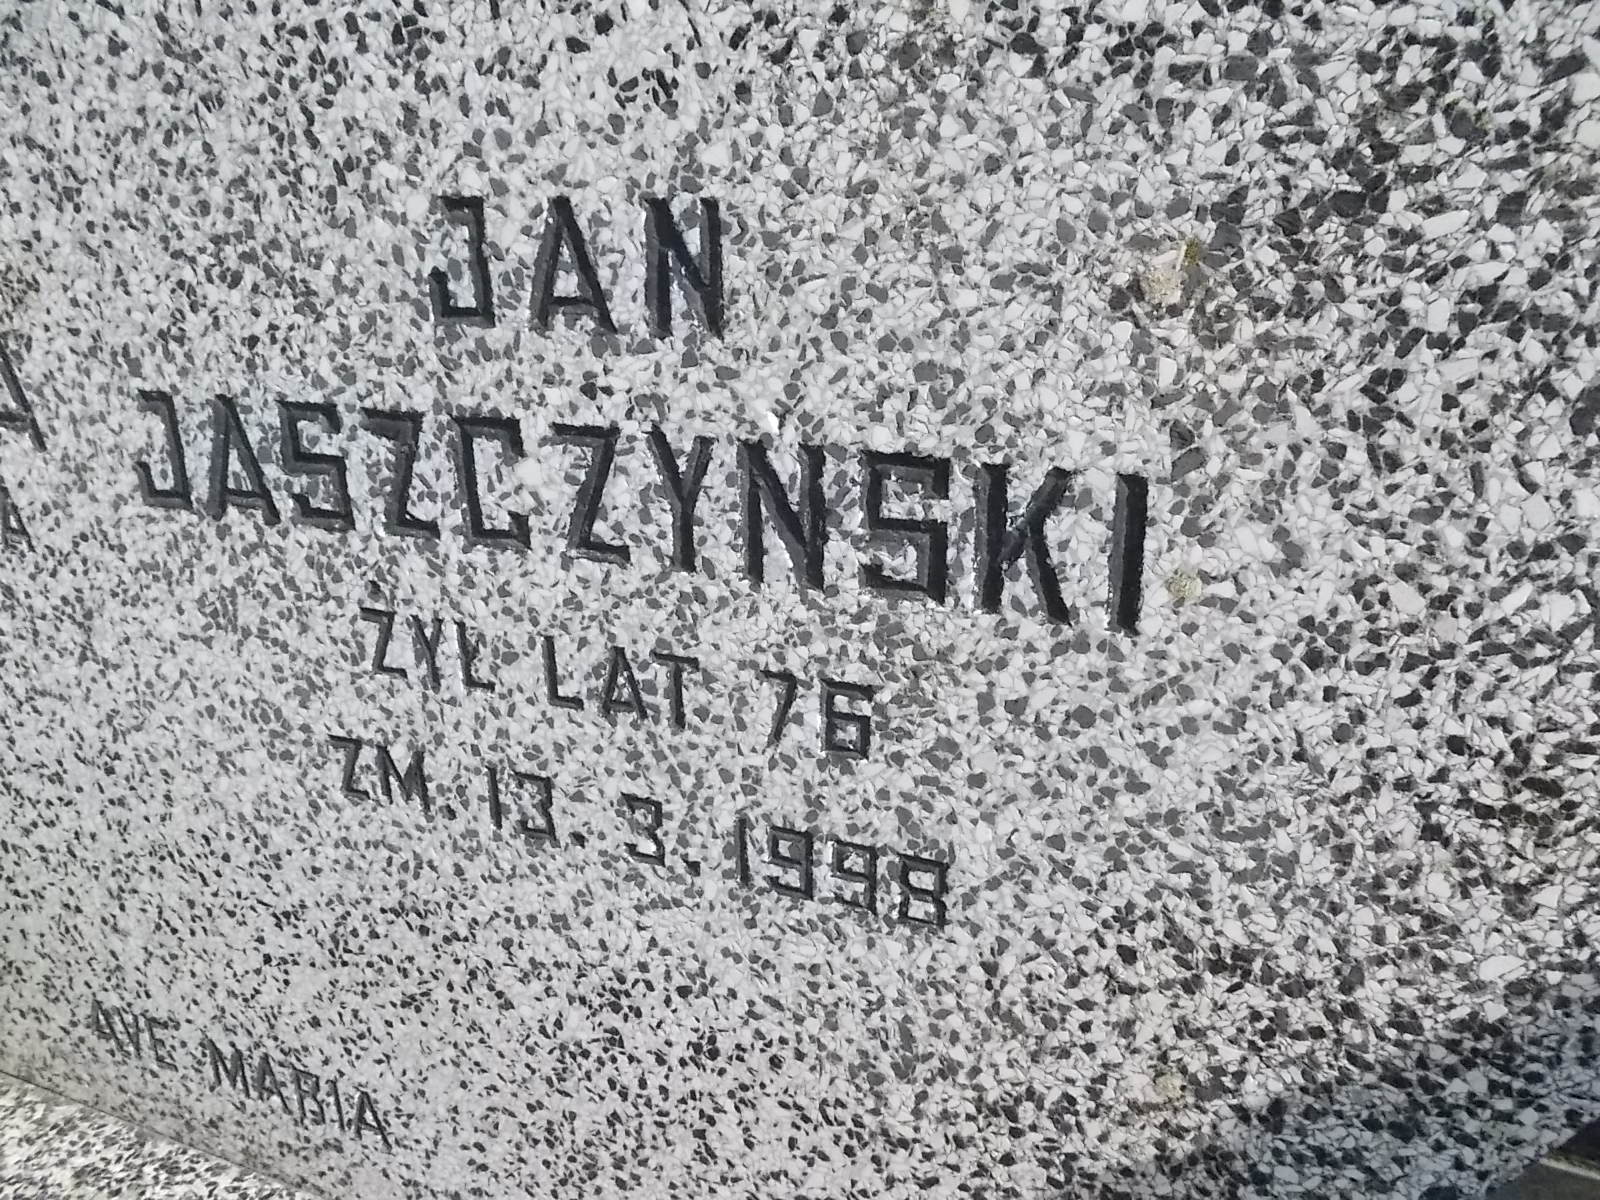 JAN
JASZCZYNSKI
ŻYŁ LAT 76
ZM. 13. 3. 1998
AVE MARIA